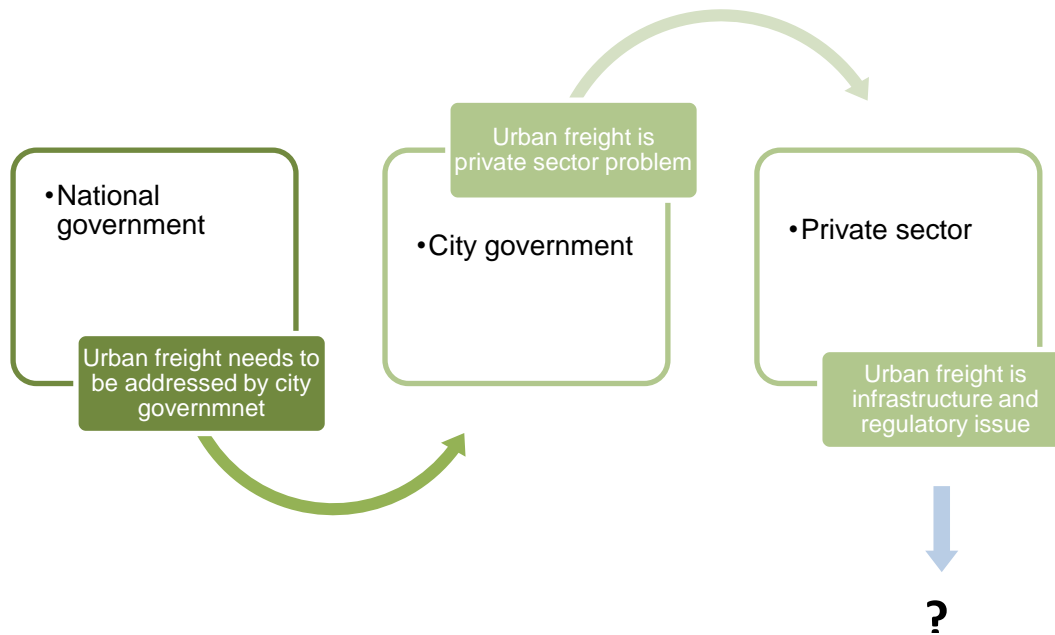 •National
government
Urban freight needs to
be addressed by city
governmnet
Urban freight is
private sector problem
•City government
•Private sector
Urban freight is
infrastructure and
regulatory issue
?